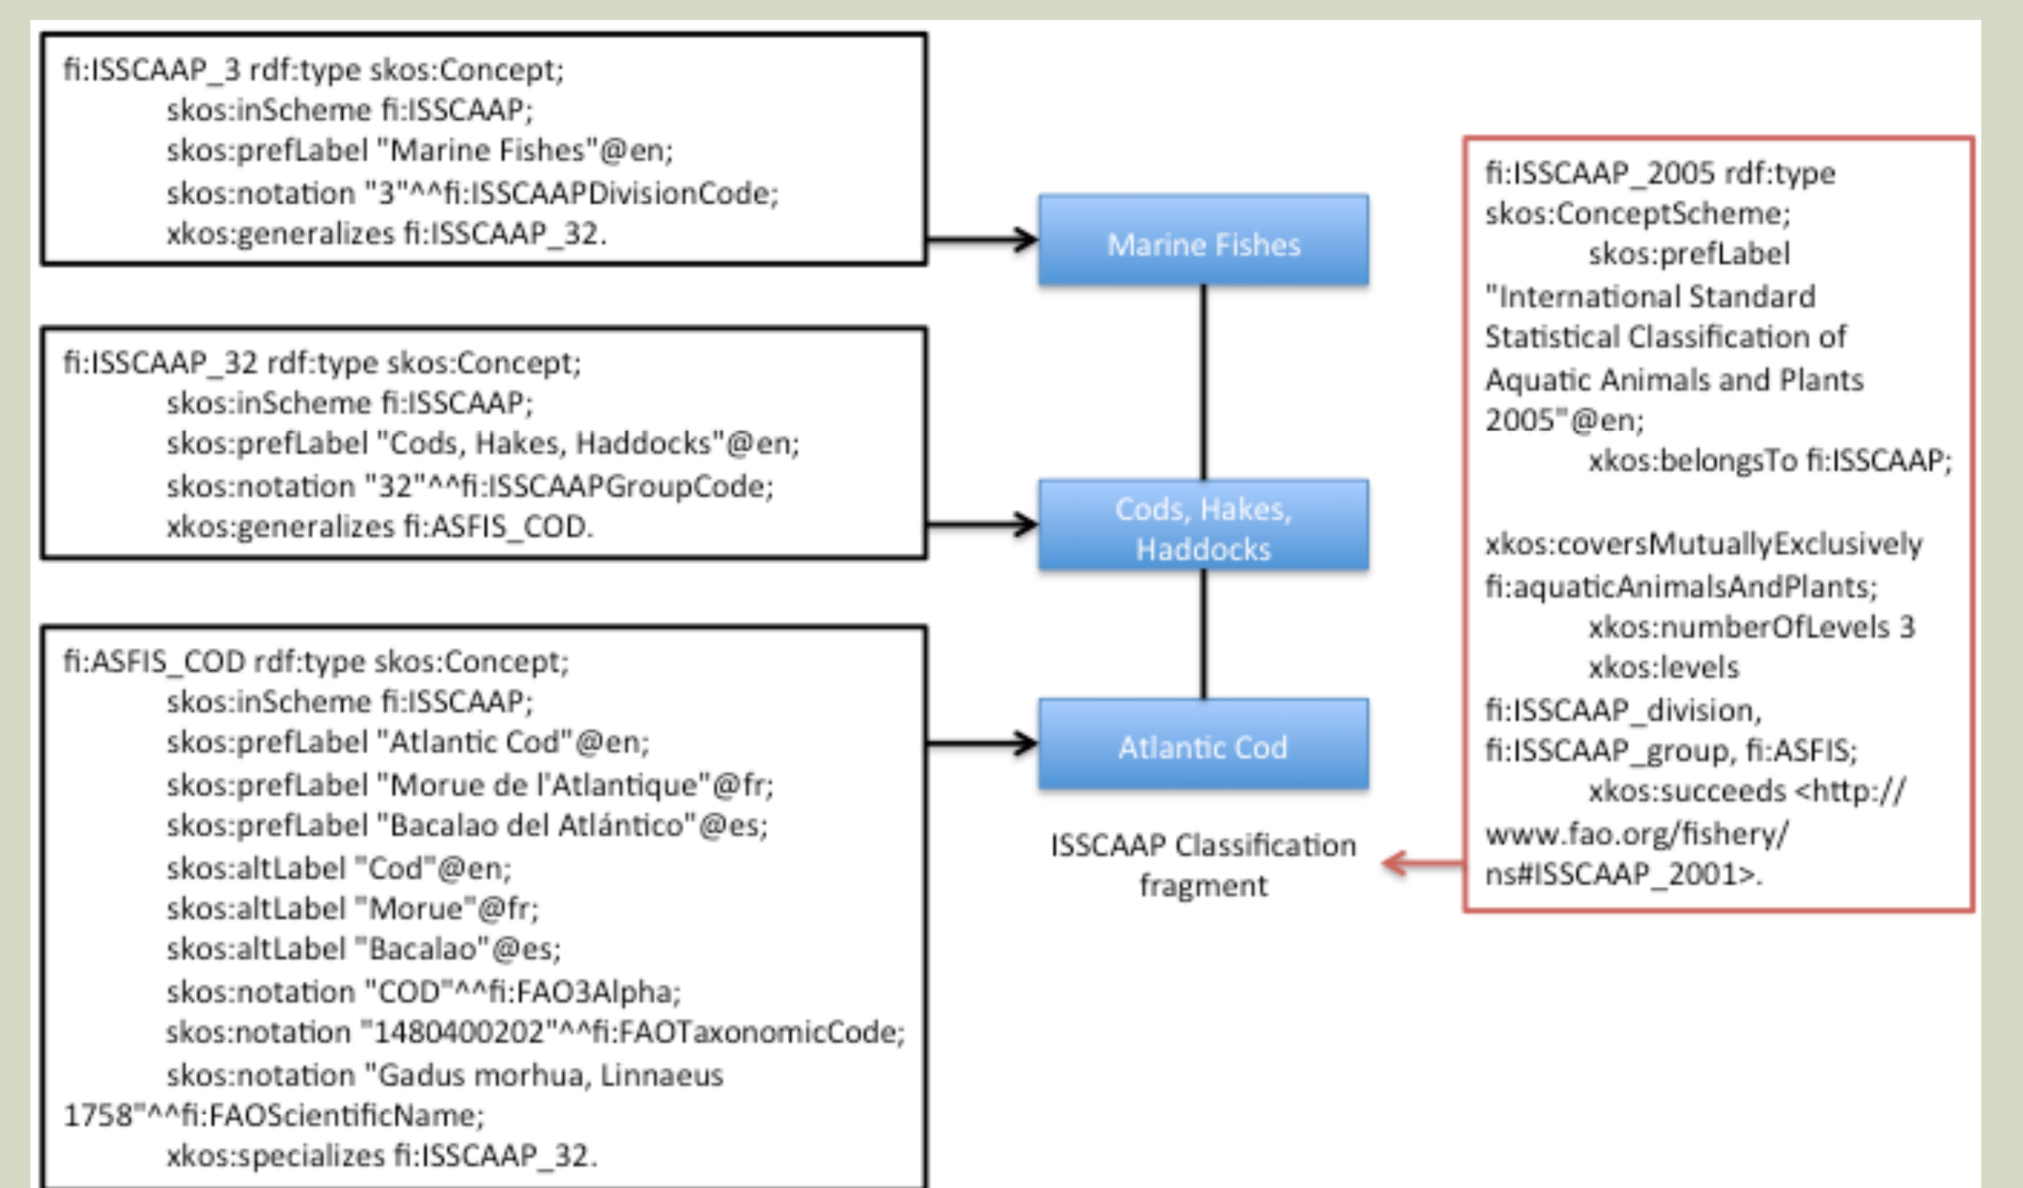 fi:ISSCAAP_3 rdf:type skos:Concept;
skos:inScheme fi:ISSCAAP;
skos:prefLabel "Marine Fishes"@en;
skos:notation "3"^^fi:ISSCAAPDivisionCode;
xkos:generalizes fi:ISSCAAP_32.
fi:ISSCAAP_32 rdf:type skos:Concept;
skos:inScheme fi:ISSCAAP;
skos:prefLabel "Cods, Hakes, Haddocks"@en;
skos:notation "32"^^fi:ISSCAAPGroupCode;
xkos:generalizes fi:ASFIS_COD.
fi:ASFIS_COD rdf:type skos:Concept;
skos:inScheme fi:ISSCAAP;
skos:prefLabel "Atlantic Cod"@en;
skos:prefLabel "Morue de l'Atlantique"@fr;
skos:prefLabel "Bacalao del Atlántico"@es;
skos:altLabel "Cod"@en;
skos:altLabel "Morue"@fr;
skos:altLabel "Bacalao"@es;
skos:notation "COD"^^fi:FAO3Alpha;
skos:notation "1480400202"^^fi:FAOTaxonomicCode;
skos:notation "Gadus morhua, Linnaeus
1758"^^fi:FAOScientificName;
xkos:specializes fi:ISSCAAP_32.
Marine Fishes
Cods, Hakes,
Haddocks
Atlantic Cod
ISSCAAP Classification
fragment
fi:ISSCAAP_2005 rdf:type
skos:ConceptScheme;
skos:prefLabel
"International Standard
Statistical Classification of
Aquatic Animals and Plants
2005"@en;
xkos:belongsTo fi:ISSCAAP;
xkos:coversMutuallyExclusively
fi:aquaticAnimalsAndPlants;
xkos:numberOfLevels 3
xkos:levels
fi:ISSCAAP_division,
fi:ISSCAAP_group, fi:ASFIS;
xkos:succeeds <http://
www.fao.org/fishery/
ns#ISSCAAP_2001>.